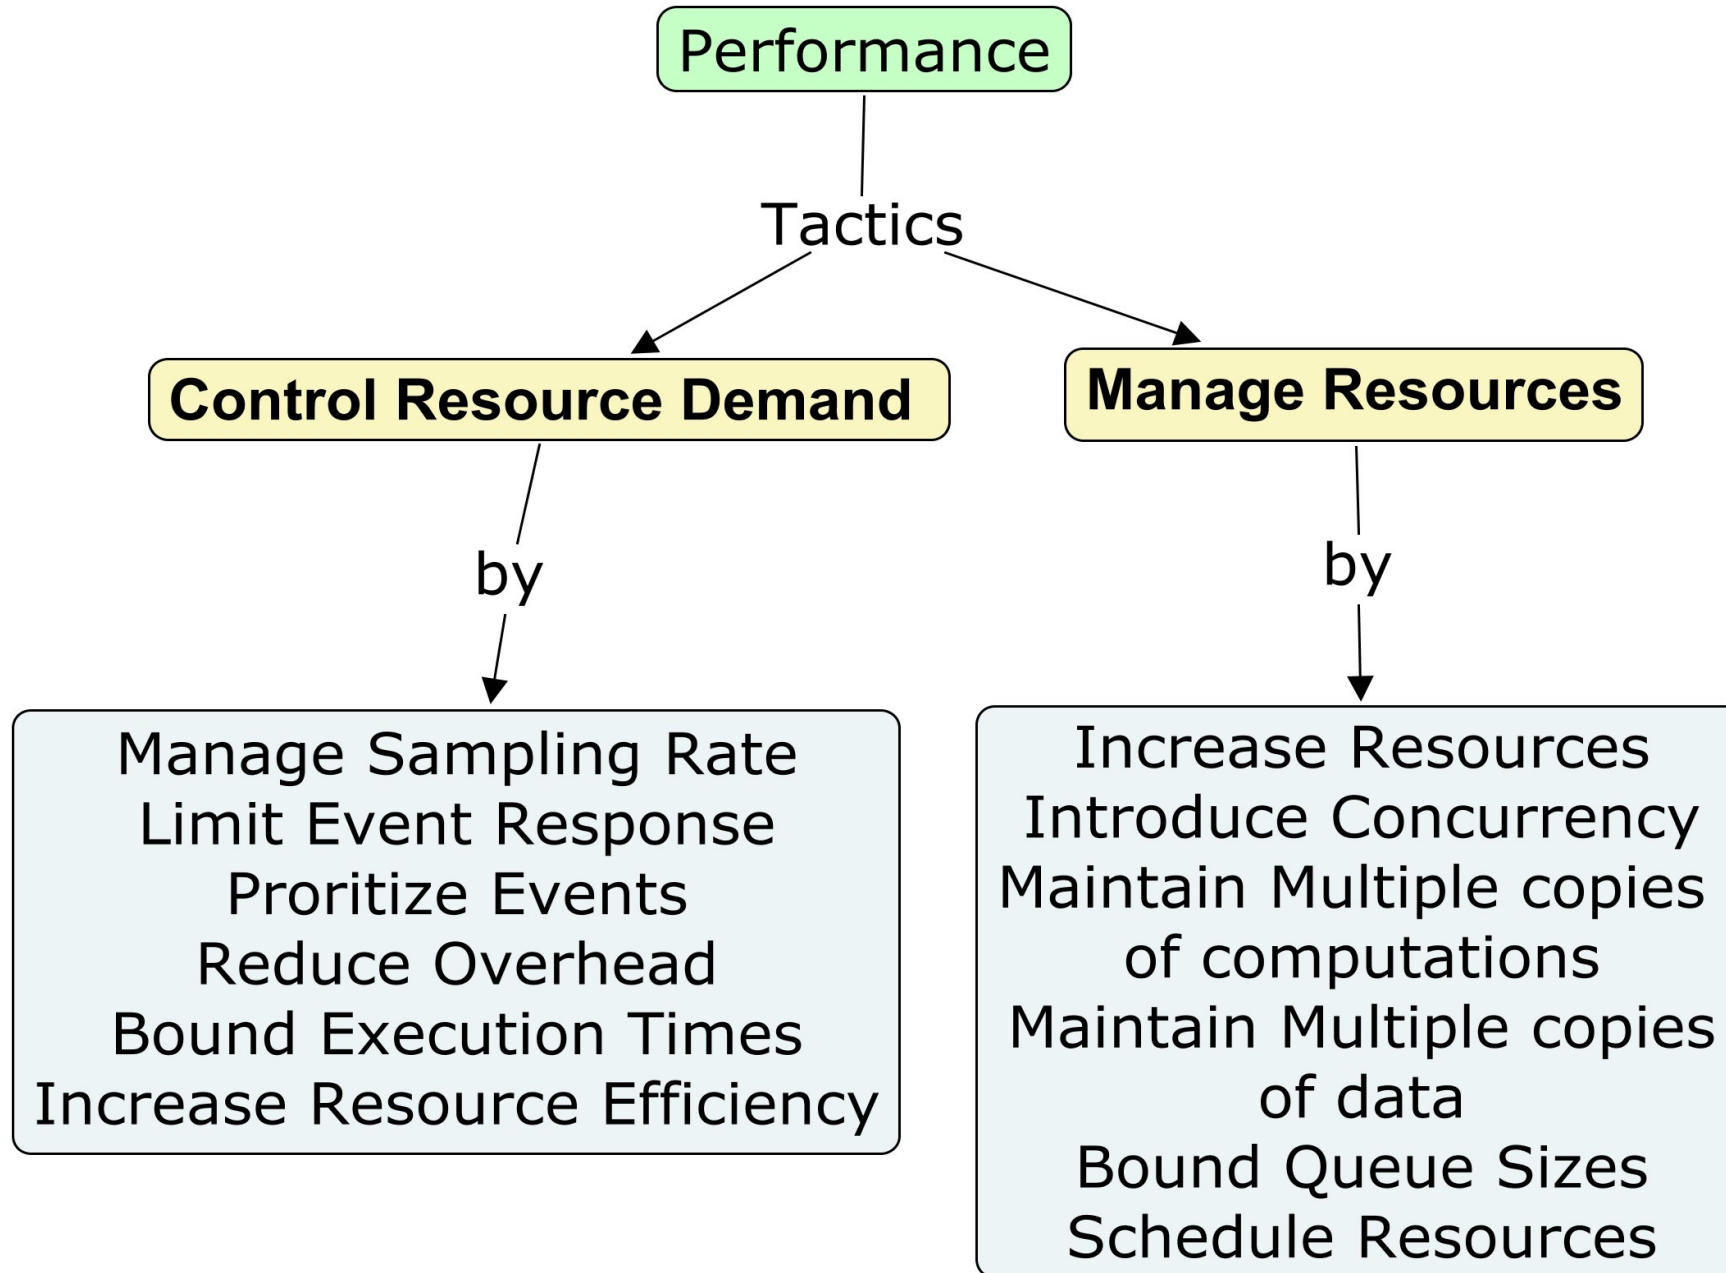 Performance
Tactics
Control Resource Demand
Manage Resources
by
by
Manage Sampling Rate
Limit Event Response
Proritize Events
Reduce Overhead
Bound Execution Times
Increase Resource Efficiency
Increase Resources
Introduce Concurrency
Maintain Multiple copies
of computations
Maintain Multiple copies
of data
Bound Queue Sizes
Schedule Resources